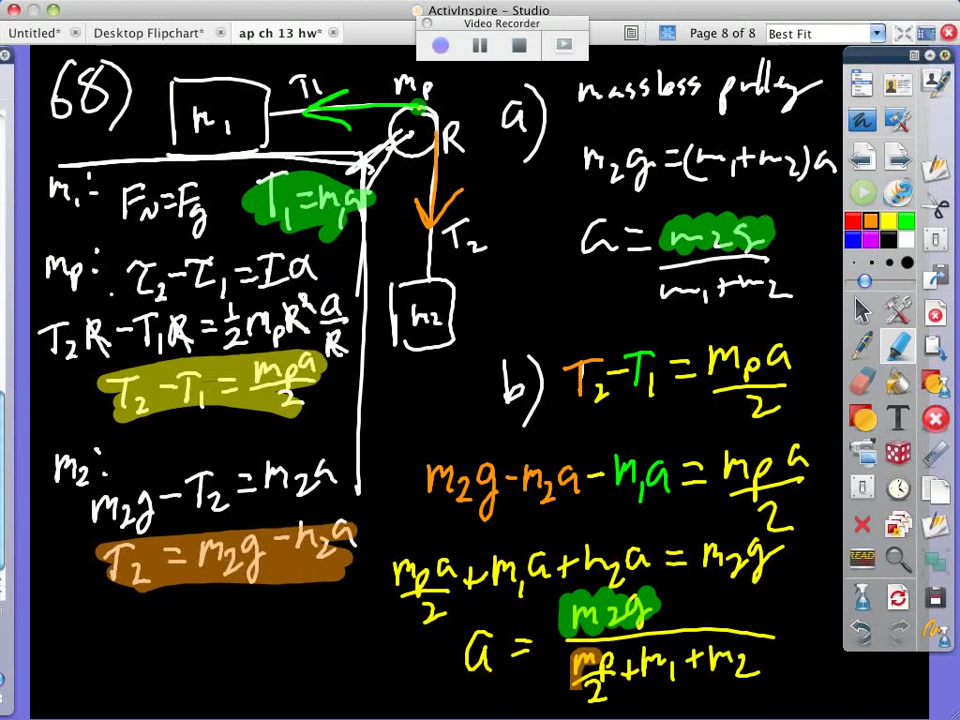 ActivInspire – Studio
Video Recorder
Untitled*
Desktop Flipchart*
ap ch 13 hw*
Page 8 of 8
Best Fit
68)
m1
T1
mp
R
T2
m2
m1:
FN=Fg
T1=m1a
mp:
τ2-τ1=Iα
T2R-T1R=1/2mpR²a/R
T2-T1=mpa/2
m2:
m2g-T2=m2a
T2=m2g-m2a
a)
massless pulley
m2g=(m1+m2)a
a=m2g/m1+m2
b)
T2-T1=mpa/2
m2g-m2a-m1a=mpa/2
mpa/2+m1a+m2a=m2g
a=m2g/mp/2+m1+m2
T
READ